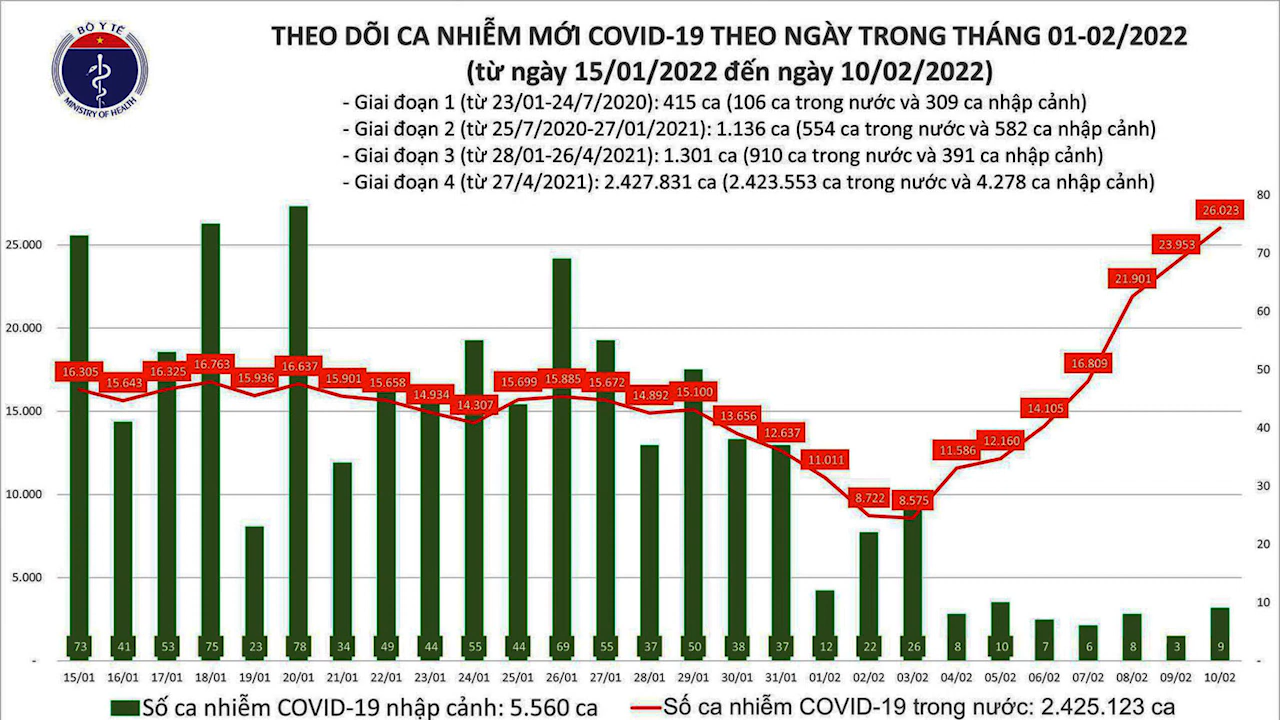 BỘ Y TẾ
MINISTRY OF HEALTH
THEO DÕI CA NHIỄM MỚI COVID-19 THEO NGÀY TRONG THÁNG 01-02/2022
(từ ngày 15/01/2022 đến ngày 10/02/2022)
- Giai đoạn 1 (từ 23/01-24/7/2020): 415 ca (106 ca trong nước và 309 ca nhập cảnh)
- Giai đoạn 2 (từ 25/7/2020-27/01/2021): 1.136 ca (554 ca trong nước và 582 ca nhập cảnh)
- Giai đoạn 3 (từ 28/01-26/4/2021): 1.301 ca (910 ca trong nước và 391 ca nhập cảnh)
- Giai đoạn 4 (từ 27/4/2021): 2.427.831 ca (2.423.553 ca trong nước và 4.278 ca nhập cảnh)
25.000
20.000
15.000
10.000
5.000
-
16.305 15.643 16.325 16.763 15.936 16.637 15.901 15.658 14.934 14.307 15.699 15.885 15.672 14.892 15.100 13.656 12.637 11.011 8.722 8.575 11.586 12.160 14.105 16.809 21.901 23.953 26.023
80
70
60
50
40
30
20
10
-
73 41 53 75 23 78 34 49 44 55 44 69 55 37 50 38 37 12 22 26 8 10 7 6 8 3 9
15/01 16/01 17/01 18/01 19/01 20/01 21/01 22/01 23/01 24/01 25/01 26/01 27/01 28/01 29/01 30/01 31/01 01/02 02/02 03/02 04/02 05/02 06/02 07/02 08/02 09/02 10/02
Số ca nhiễm COVID-19 nhập cảnh: 5.560 ca
Số ca nhiễm COVID-19 trong nước: 2.425.123 ca